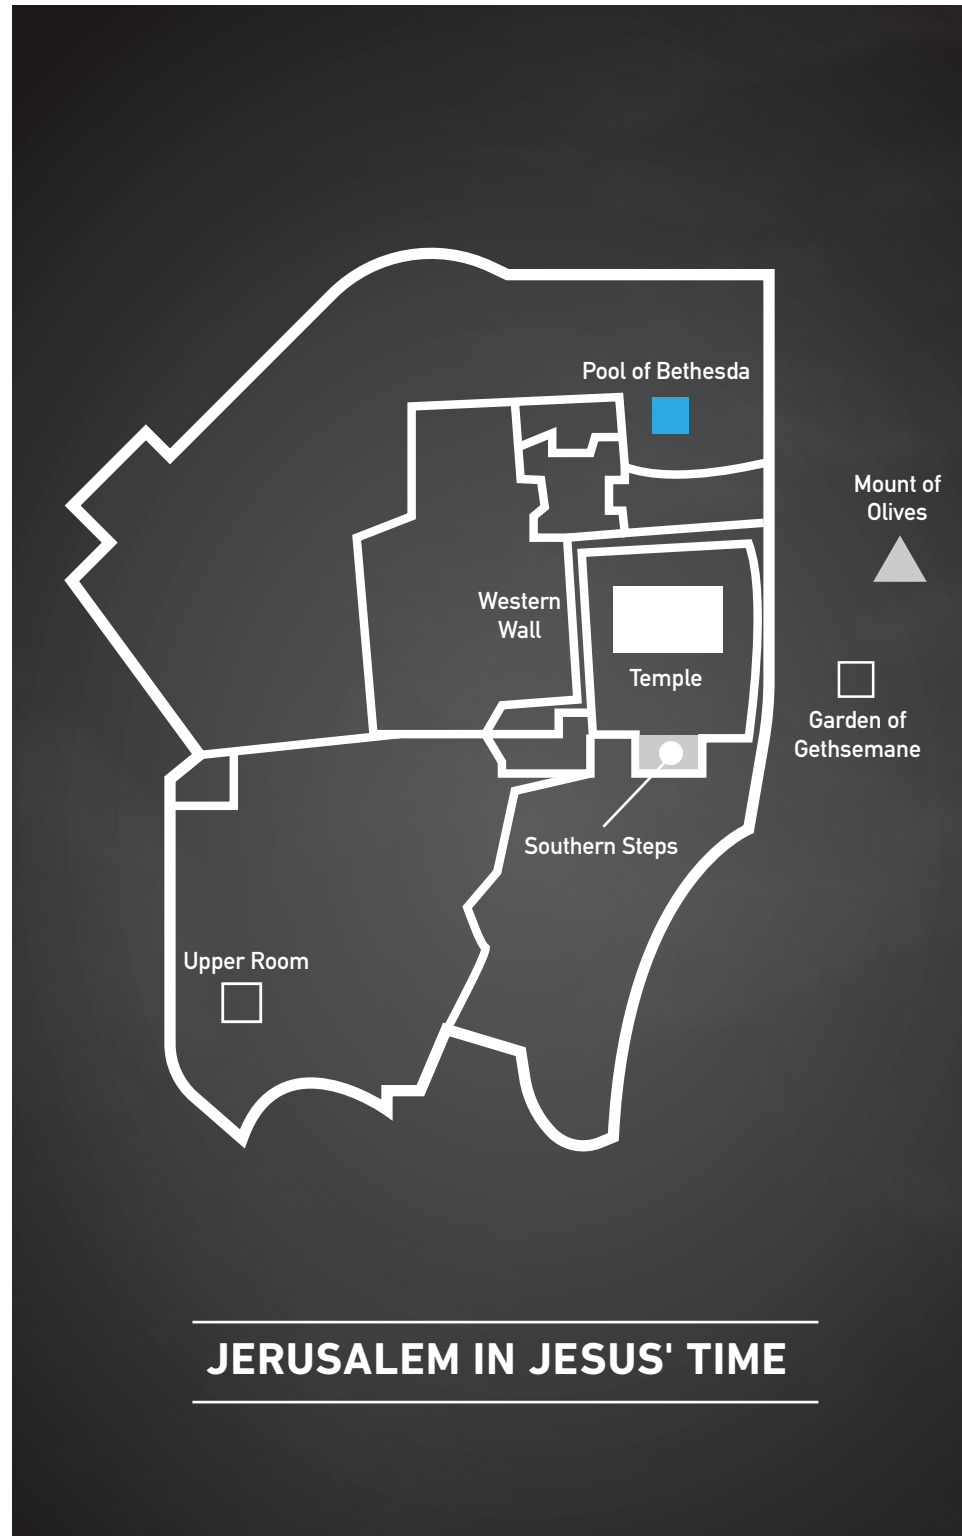 Pool of Bethesda
Mount of
Olives
Western
Wall
Temple
Garden of
Gethsemane
Southern Steps
Upper Room
JERUSALEM IN JESUS' TIME